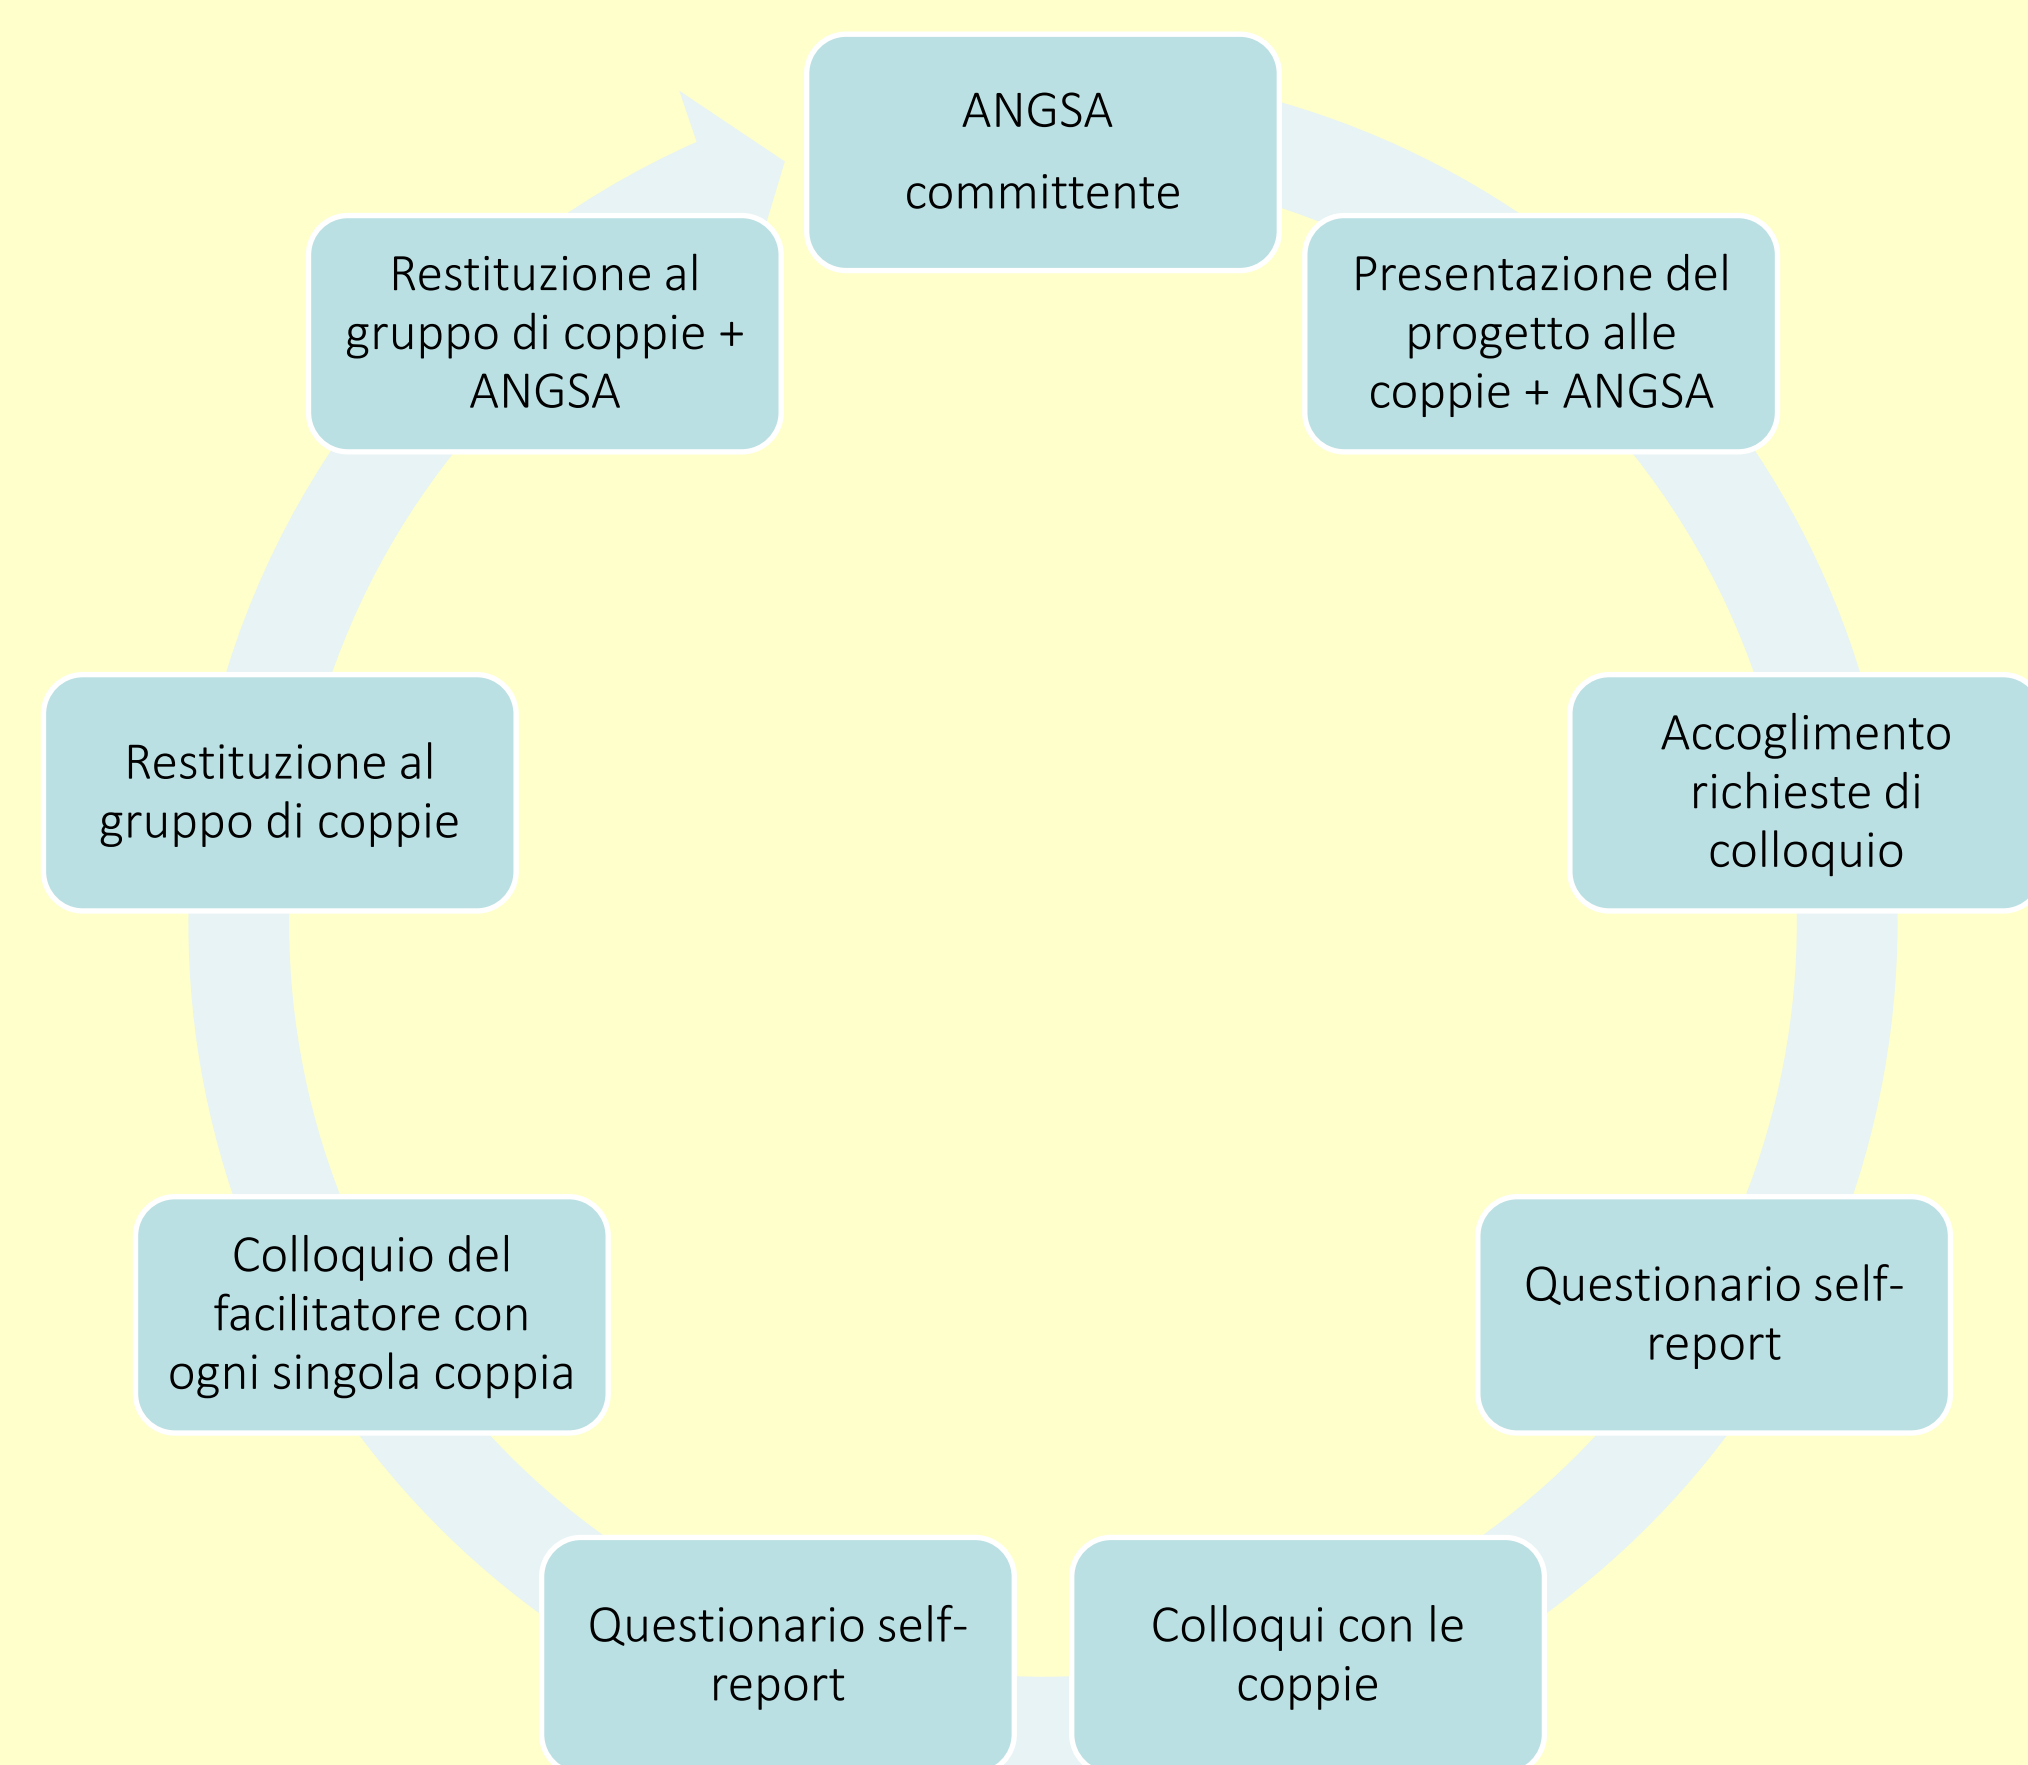 ANGSA
committente
Presentazione del
progetto alle
coppie + ANGSA
Accoglimento
richieste di
colloquio
Questionario self-
report
Colloqui con le
coppie
Questionario self-
report
Colloquio del
facilitatore con
ogni singola coppia
Restituzione al
gruppo di coppie
Restituzione al
gruppo di coppie +
ANGSA